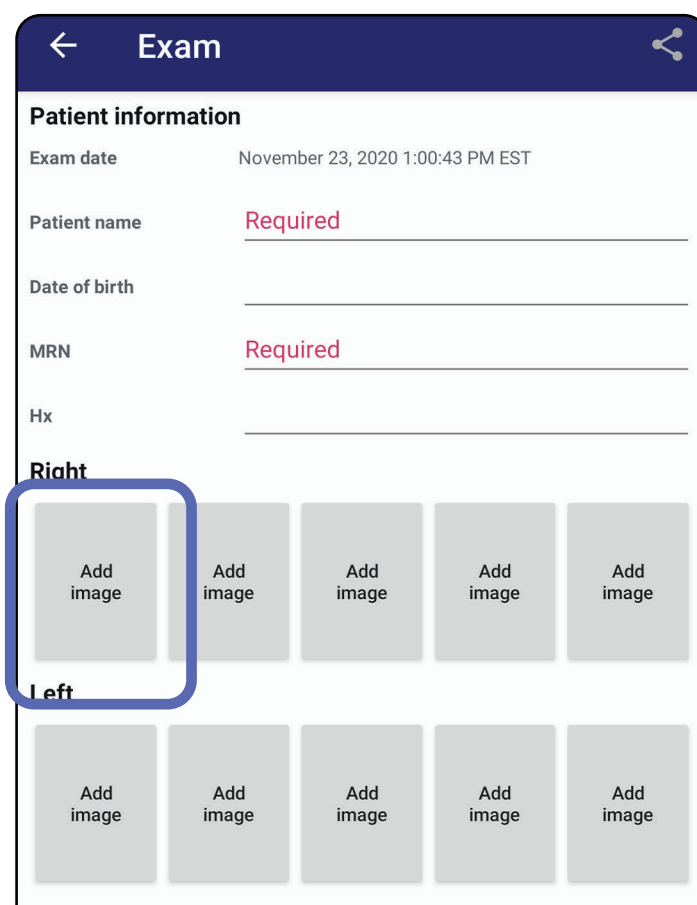 Exam
Patient information
Exam date November 23, 2020 1:00:43 PM EST
Patient name Required
Date of birth
MRN Required
Hx
Right
Add image Add image Add image Add image Add image
Left
Add image Add image Add image Add image Add image